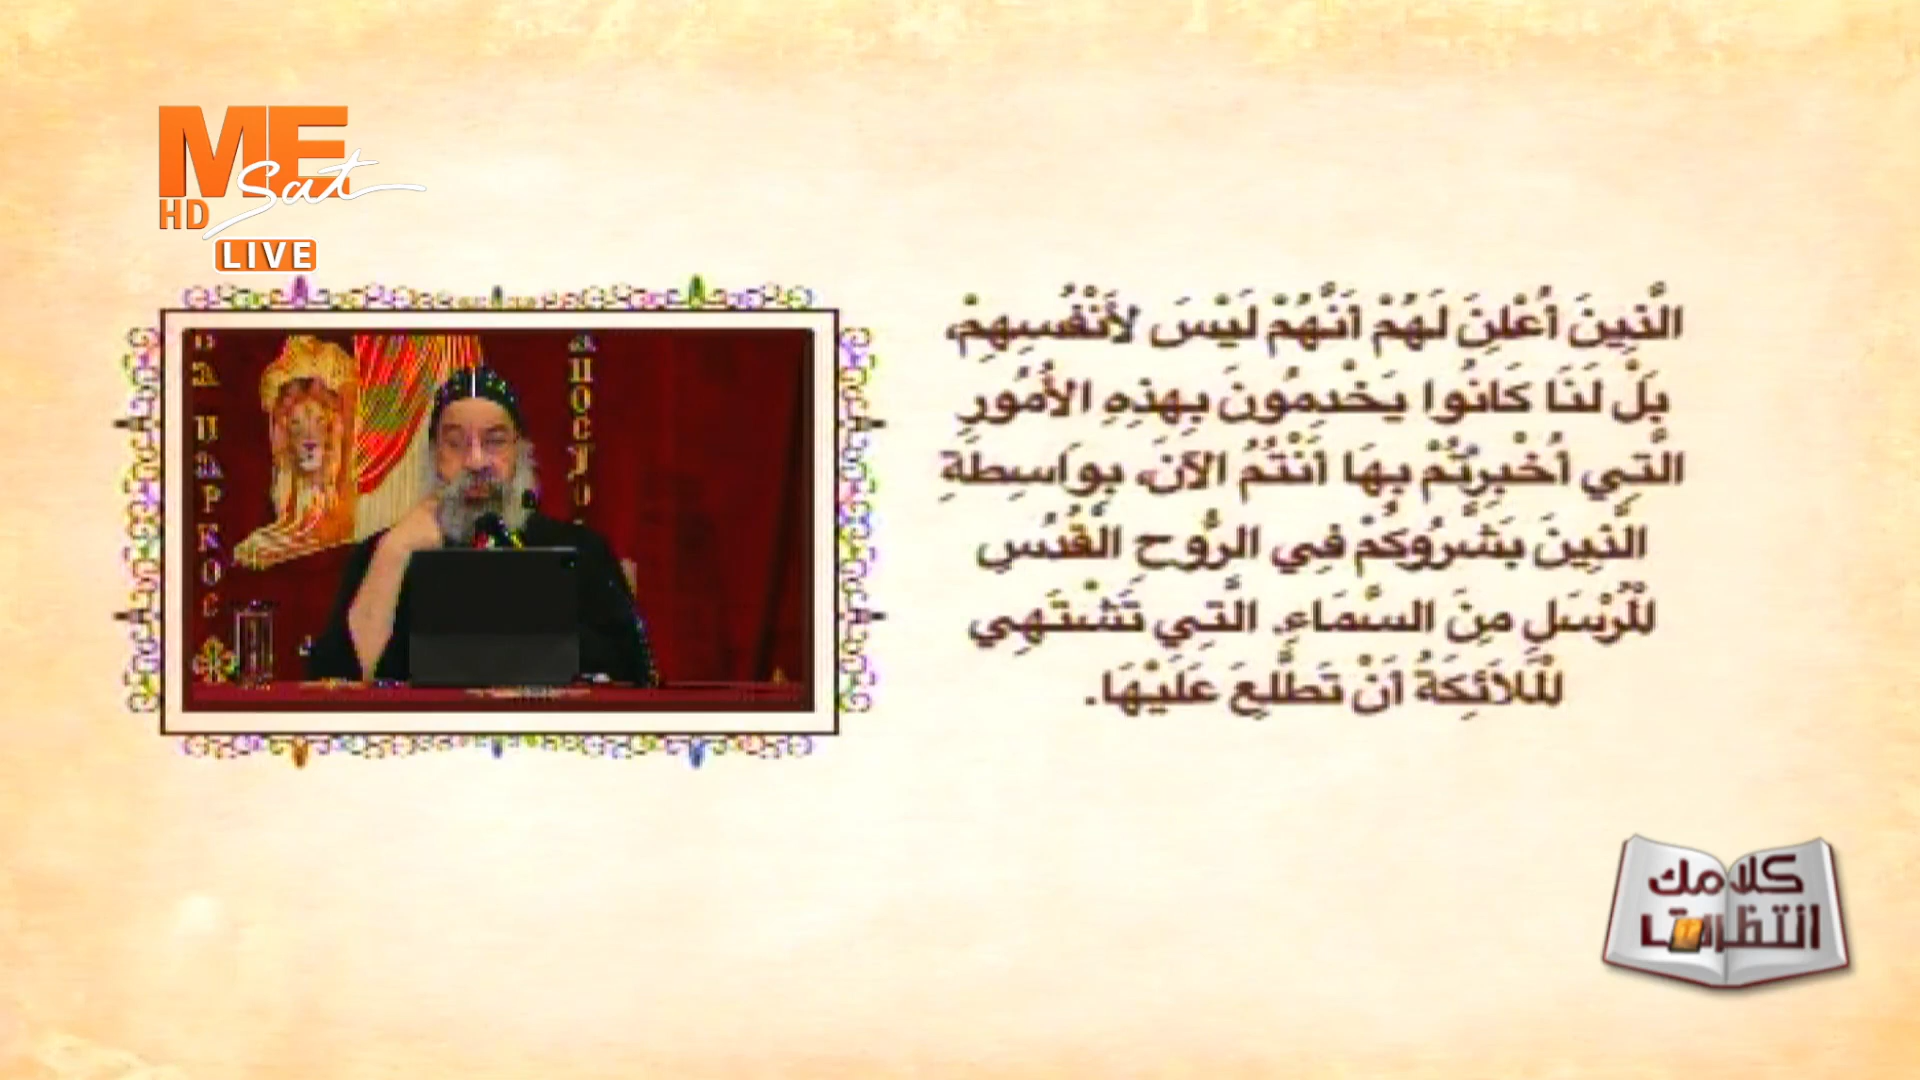 ME
Sat
HD
LIVE
الَّذِينَ أُعْلِنَ لَهُمْ أَنَّهُمْ لَيْسَ لأَنْفُسِهِمْ،
بَلْ لَنَا كَانُوا يَخْدِمُونَ بِهذِهِ الأُمُورِ
الَّتِي أُخْبِرْتُمْ بِهَا أَنْتُمُ الآنَ، بِوَاسِطَةِ
الَّذِينَ بَشَّرُوكُمْ فِي الرُّوحِ الْقُدُسِ
الْمُرْسَلِ مِنَ السَّمَاءِ. الَّتِي تَشْتَهِي
الْمَلاَئِكَةُ أَنْ تَطَّلِعَ عَلَيْهَا.
كلامك
انتظرت